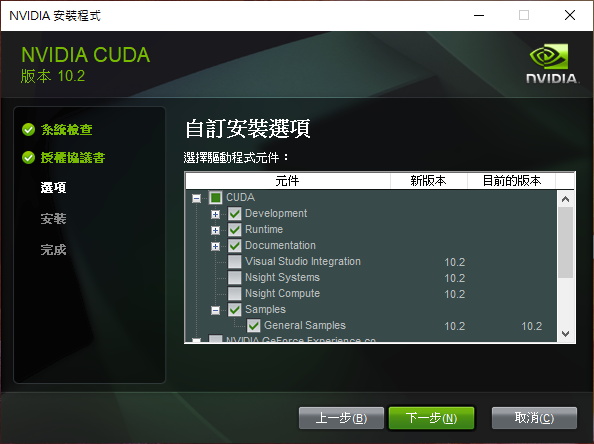 NVIDIA 安裝程式
NVIDIA CUDA
版本 10.2
NVIDIA.
系統檢查
授權協議書
選項
安裝
完成
自訂安裝選項
選擇驅動程式元件：
元件 新版本 目前的版本
CUDA
Development
Runtime
Documentation
Visual Studio Integration 10.2
Nsight Systems 10.2
Nsight Compute 10.2
Samples
General Samples 10.2 10.2
NVIDIA GeForce Experience co
上一步(B) 下一步(N) 取消(C)